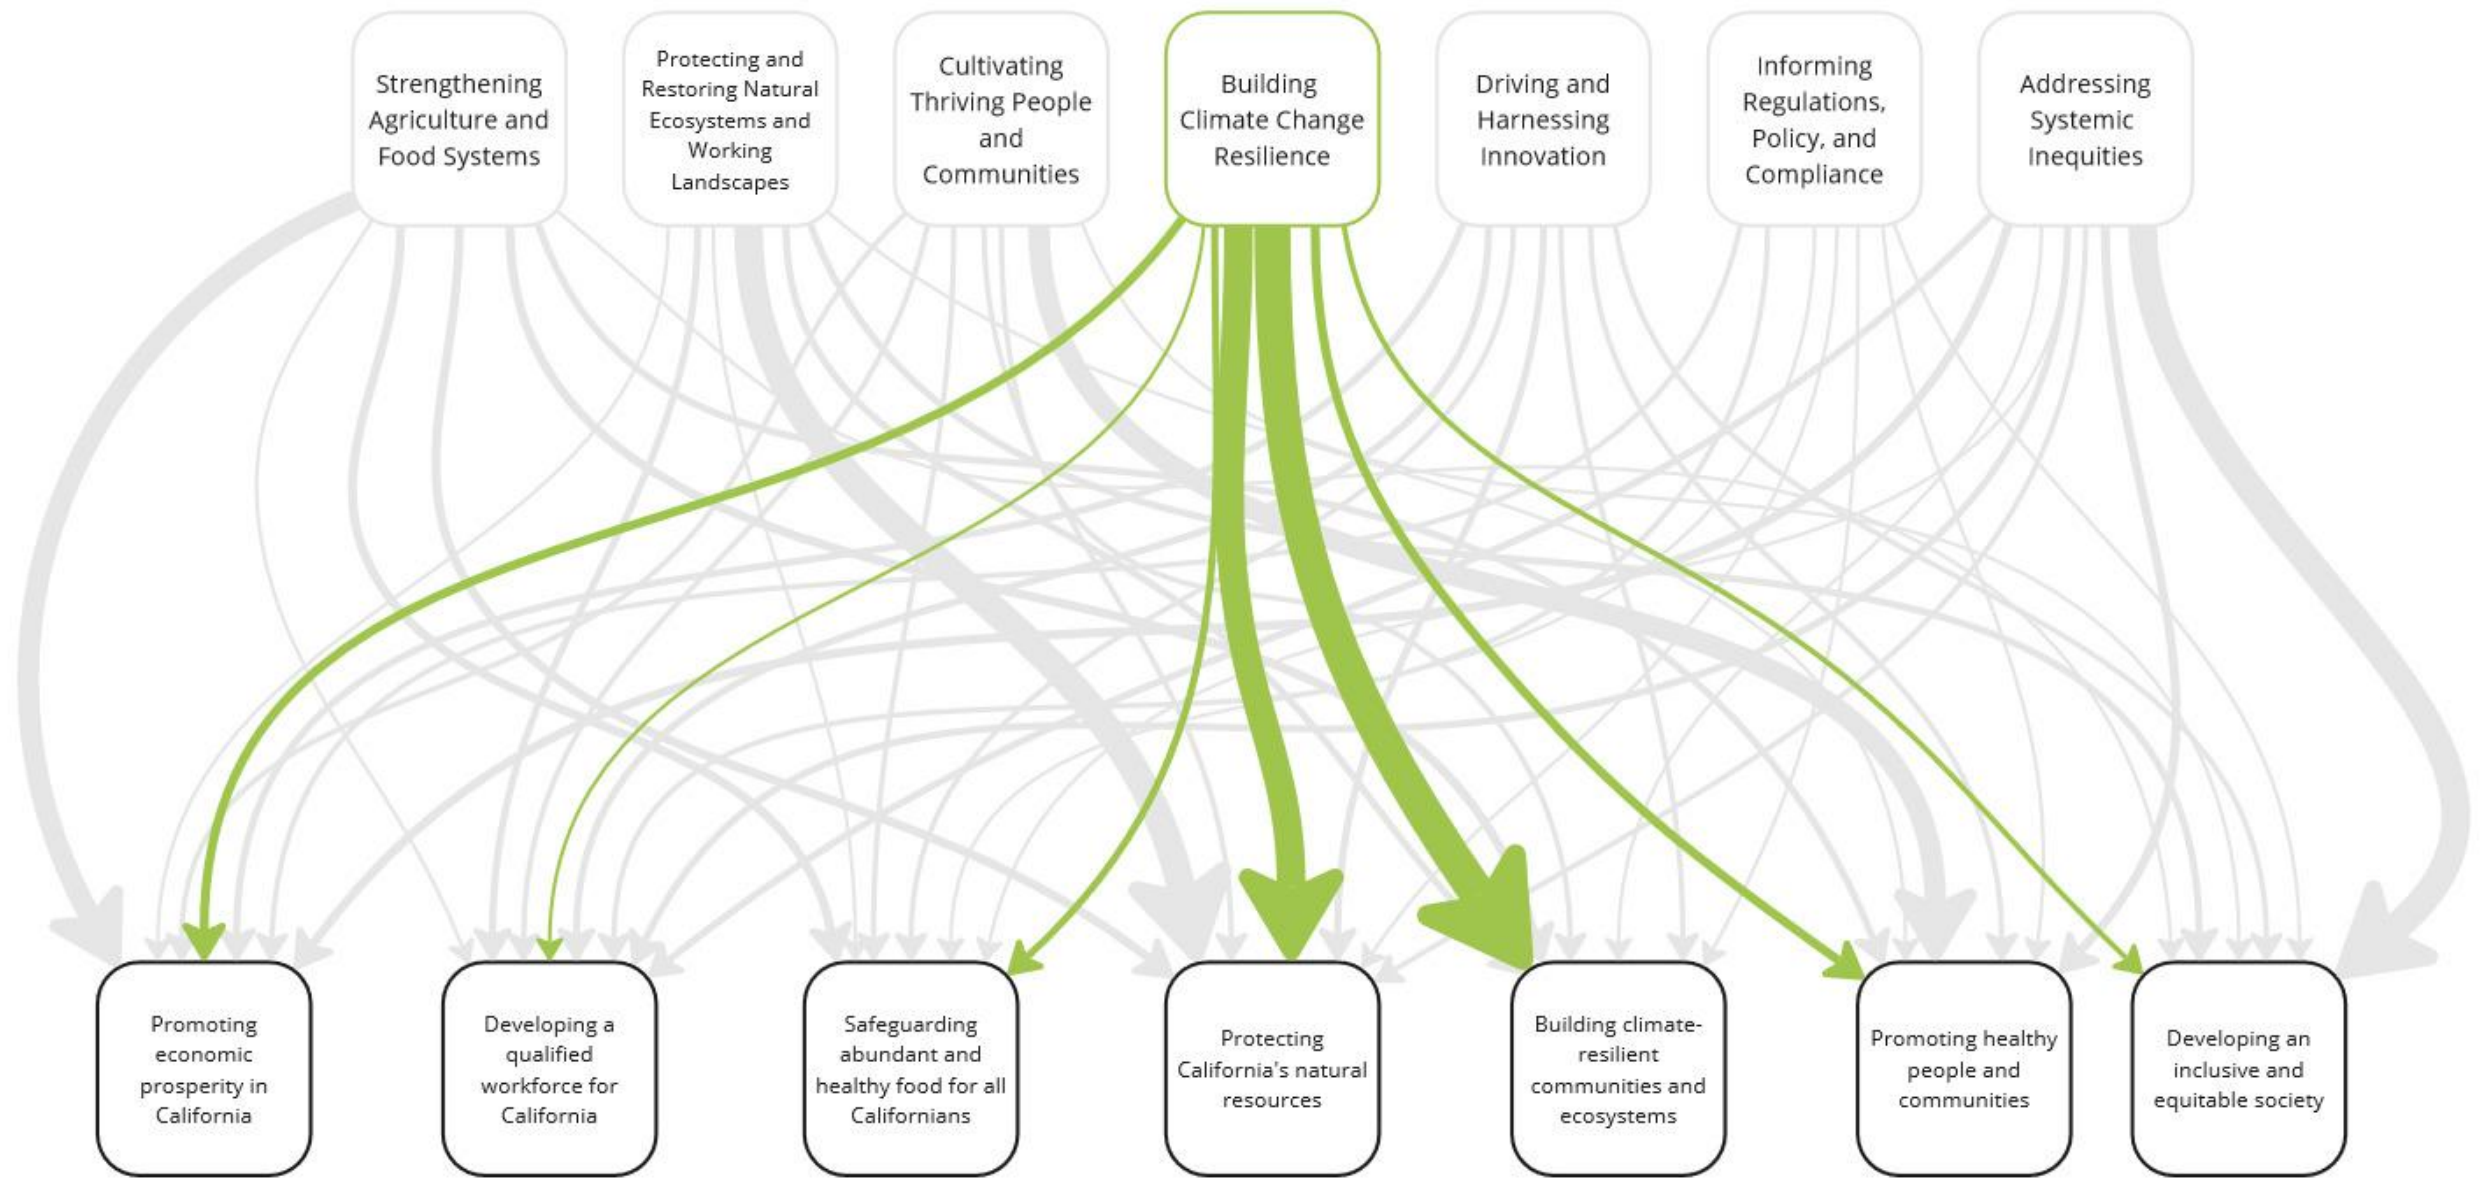 Strengthening
Agriculture and
Food Systems
Protecting and
Restoring Natural
Ecosystems and
Working
Landscapes
Cultivating
Thriving People
and
Communities
Building
Climate Change
Resilience
Driving and
Harnessing
Innovation
Informing
Regulations,
Policy, and
Compliance
Addressing
Systemic
Inequities
Promoting
economic
prosperity in
California
Developing a
qualified
workforce for
California
Safeguarding
abundant and
healthy food for all
Californians
Protecting
California's natural
resources
Building climate-
resilient
communities and
ecosystems
Promoting healthy
people and
communities
Developing an
inclusive and
equitable society